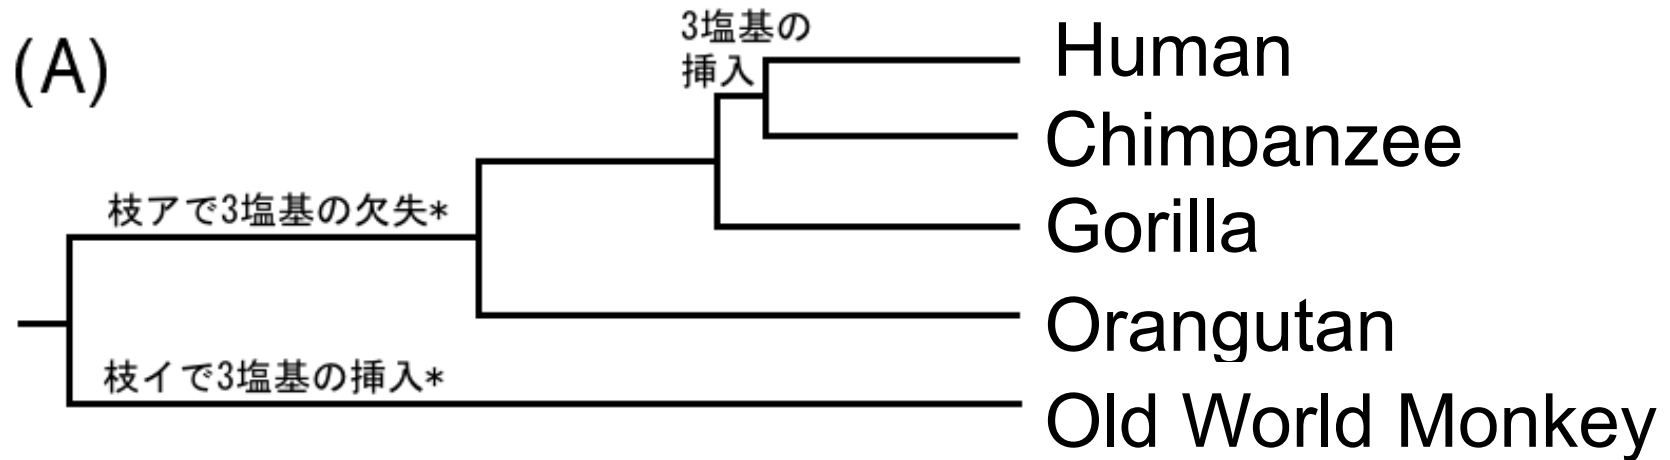 (A)
3塩基の
挿入
Human
Chimpanzee
枝アで3塩基の欠失*
Gorilla
Orangutan
枝イで3塩基の挿入*
Old World Monkey